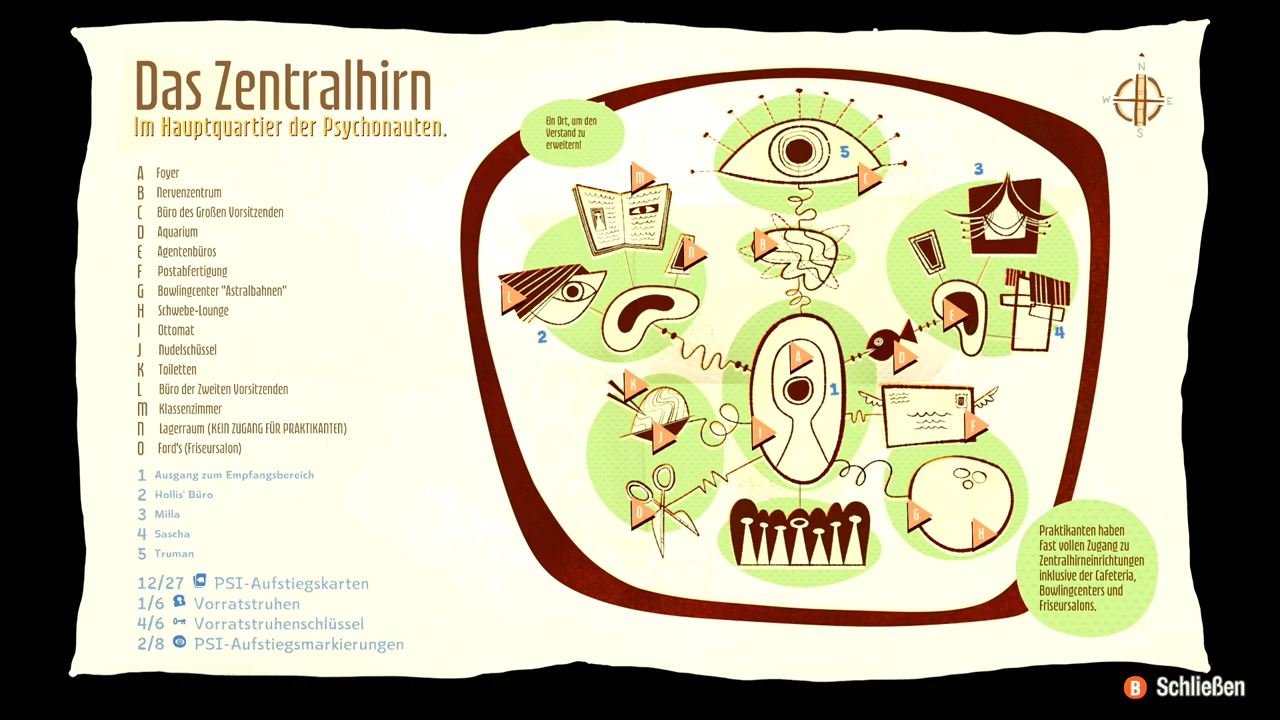 Das Zentralhirn
Im Hauptquartier der Psychonauten.
A Foyer
B Nervenzentrum
C Büro des Großen Vorsitzenden
D Aquarium
E Agentenbüros
F Postabfertigung
G Bowlingcenter "Astralbahnen"
H Schwebe-Lounge
I Ottomat
J Nudelschüssel
K Toiletten
L Büro der Zweiten Vorsitzenden
M Klassenzimmer
N Lagerraum (KEIN ZUGANG FÜR PRAKTIKANTEN)
O Ford's (Friseursalon)
1 Ausgang zum Empfangsbereich
2 Hollis' Büro
3 Milla
4 Sascha
5 Truman
12/27 PSI-Aufstiegskarten
1/6 Vorratstruhen
4/6 Vorratstruhenschlüssel
2/8 PSI-Aufstiegsmarkierungen
Ein Ort, um den
Verstand zu
erweitern!
N
W E
S
5
C
3
M
B
N
L
2
E
4
A
D
1
K
J
I
F
O
G
H
Praktikanten haben
fast vollen Zugang zu
Zentralhirneinrichtungen
inklusive der Cafeteria,
Bowlingcenters und
Friseursalons.
B Schließen